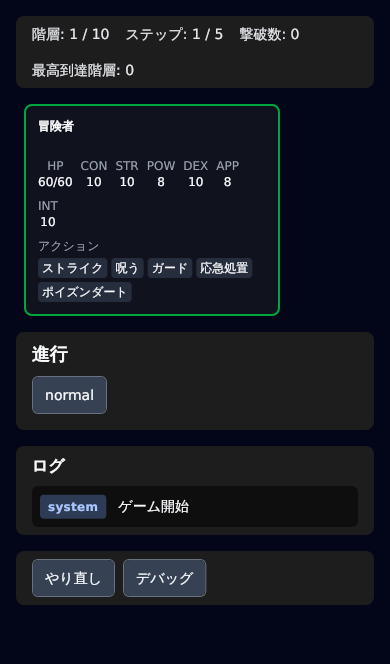 階層: 1 / 10 ステップ: 1 / 5 撃破数: 0
最高到達階層: 0
冒険者
HP CON STR POW DEX APP
60/60 10 10 8 10 8
INT
10
アクション
ストライク 呪う ガード 応急処置
ポイズンダート
進行
normal
ログ
system ゲーム開始
やり直し デバッグ